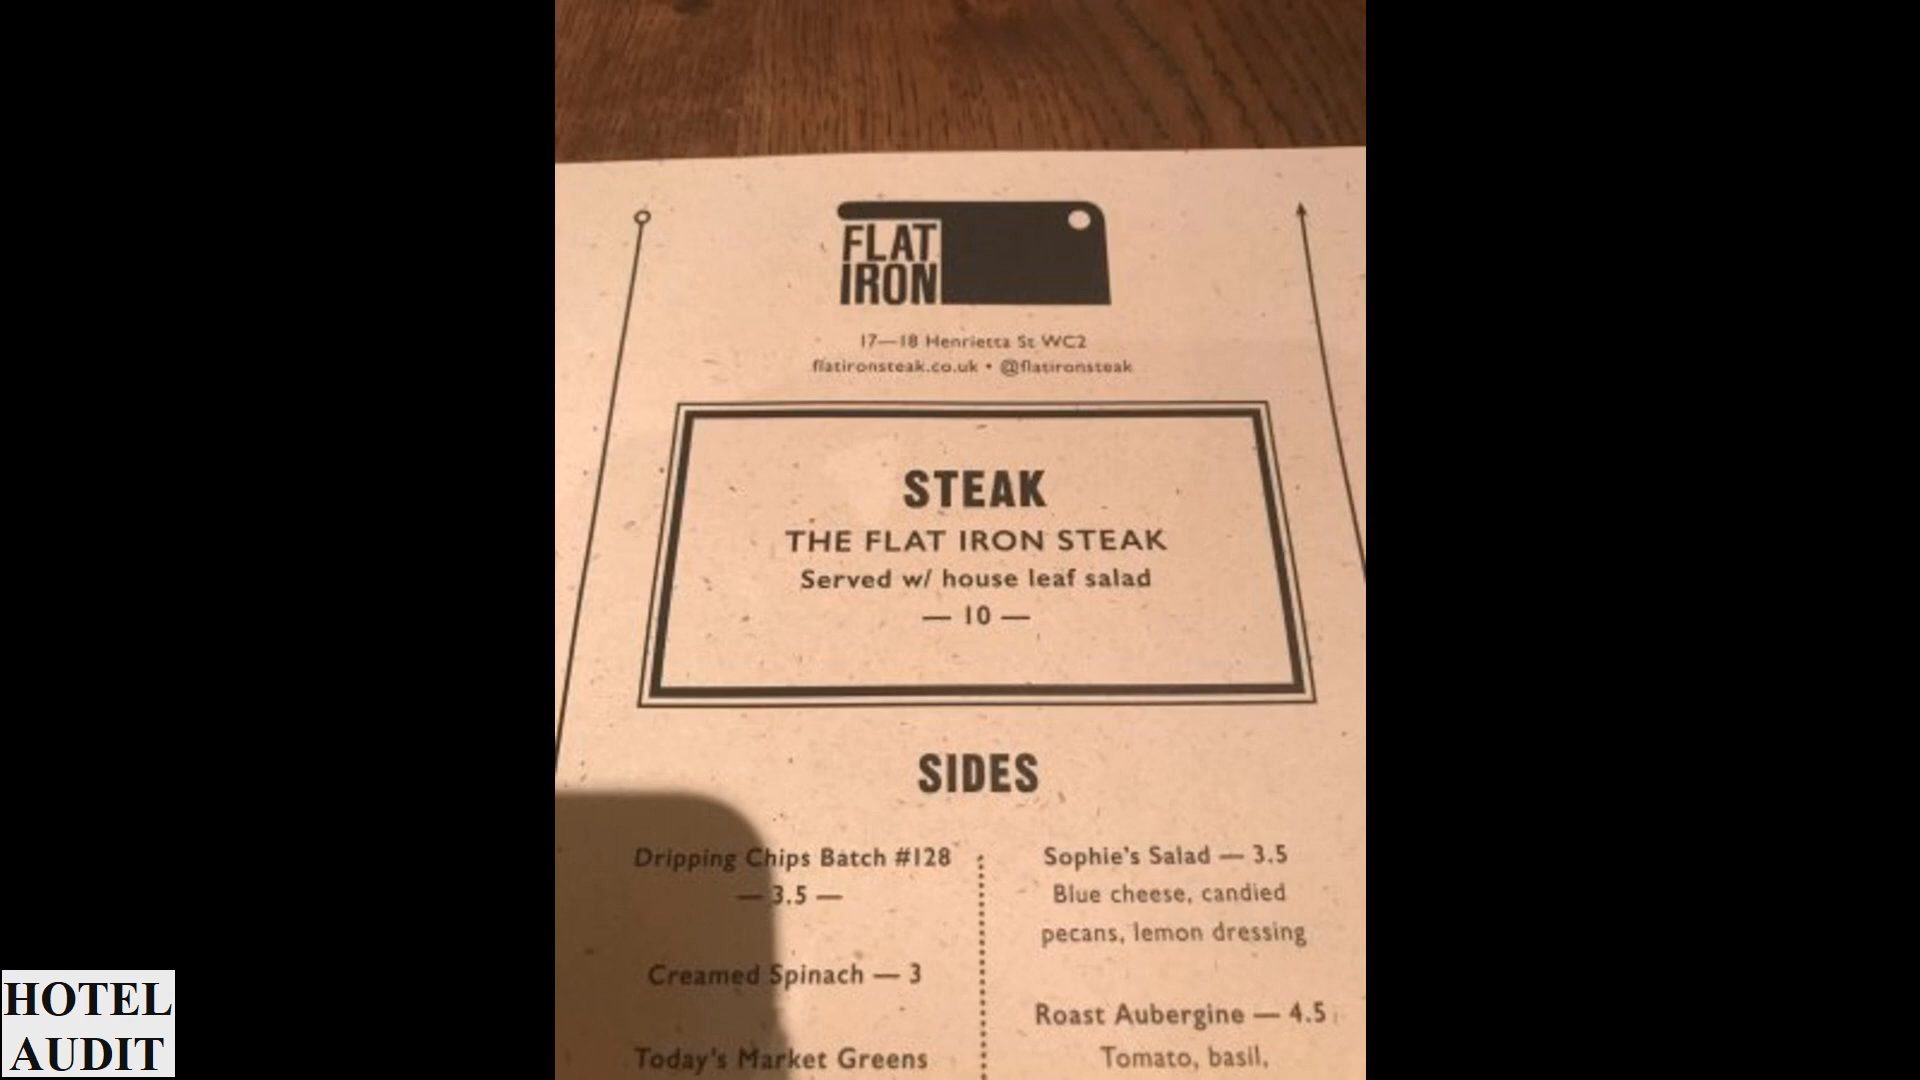 FLAT
IRON
17—18 Henrietta St WC2
flatironsteak.co.uk • @flatironsteak
STEAK
THE FLAT IRON STEAK
Served w/ house leaf salad
— 10 —
SIDES
Dripping Chips Batch #128
— 3.5 —
Creamed Spinach — 3
Today's Market Greens
Sophie's Salad — 3.5
Blue cheese, candied
pecans, lemon dressing
Roast Aubergine — 4.5
Tomato, basil,
HOTEL
AUDIT